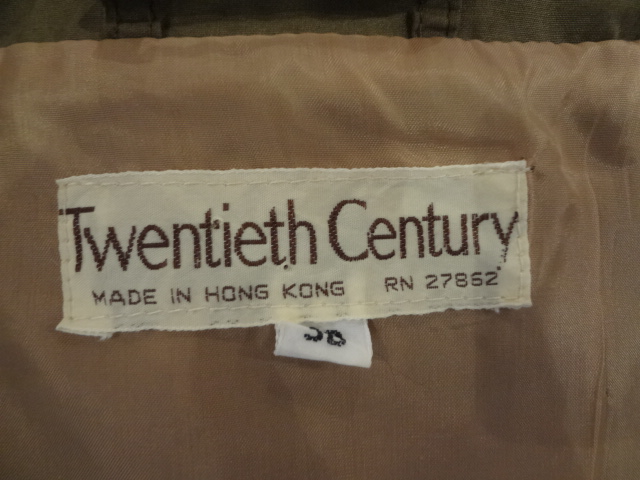 Twentieth Century
MADE IN HONG KONG RN 27862